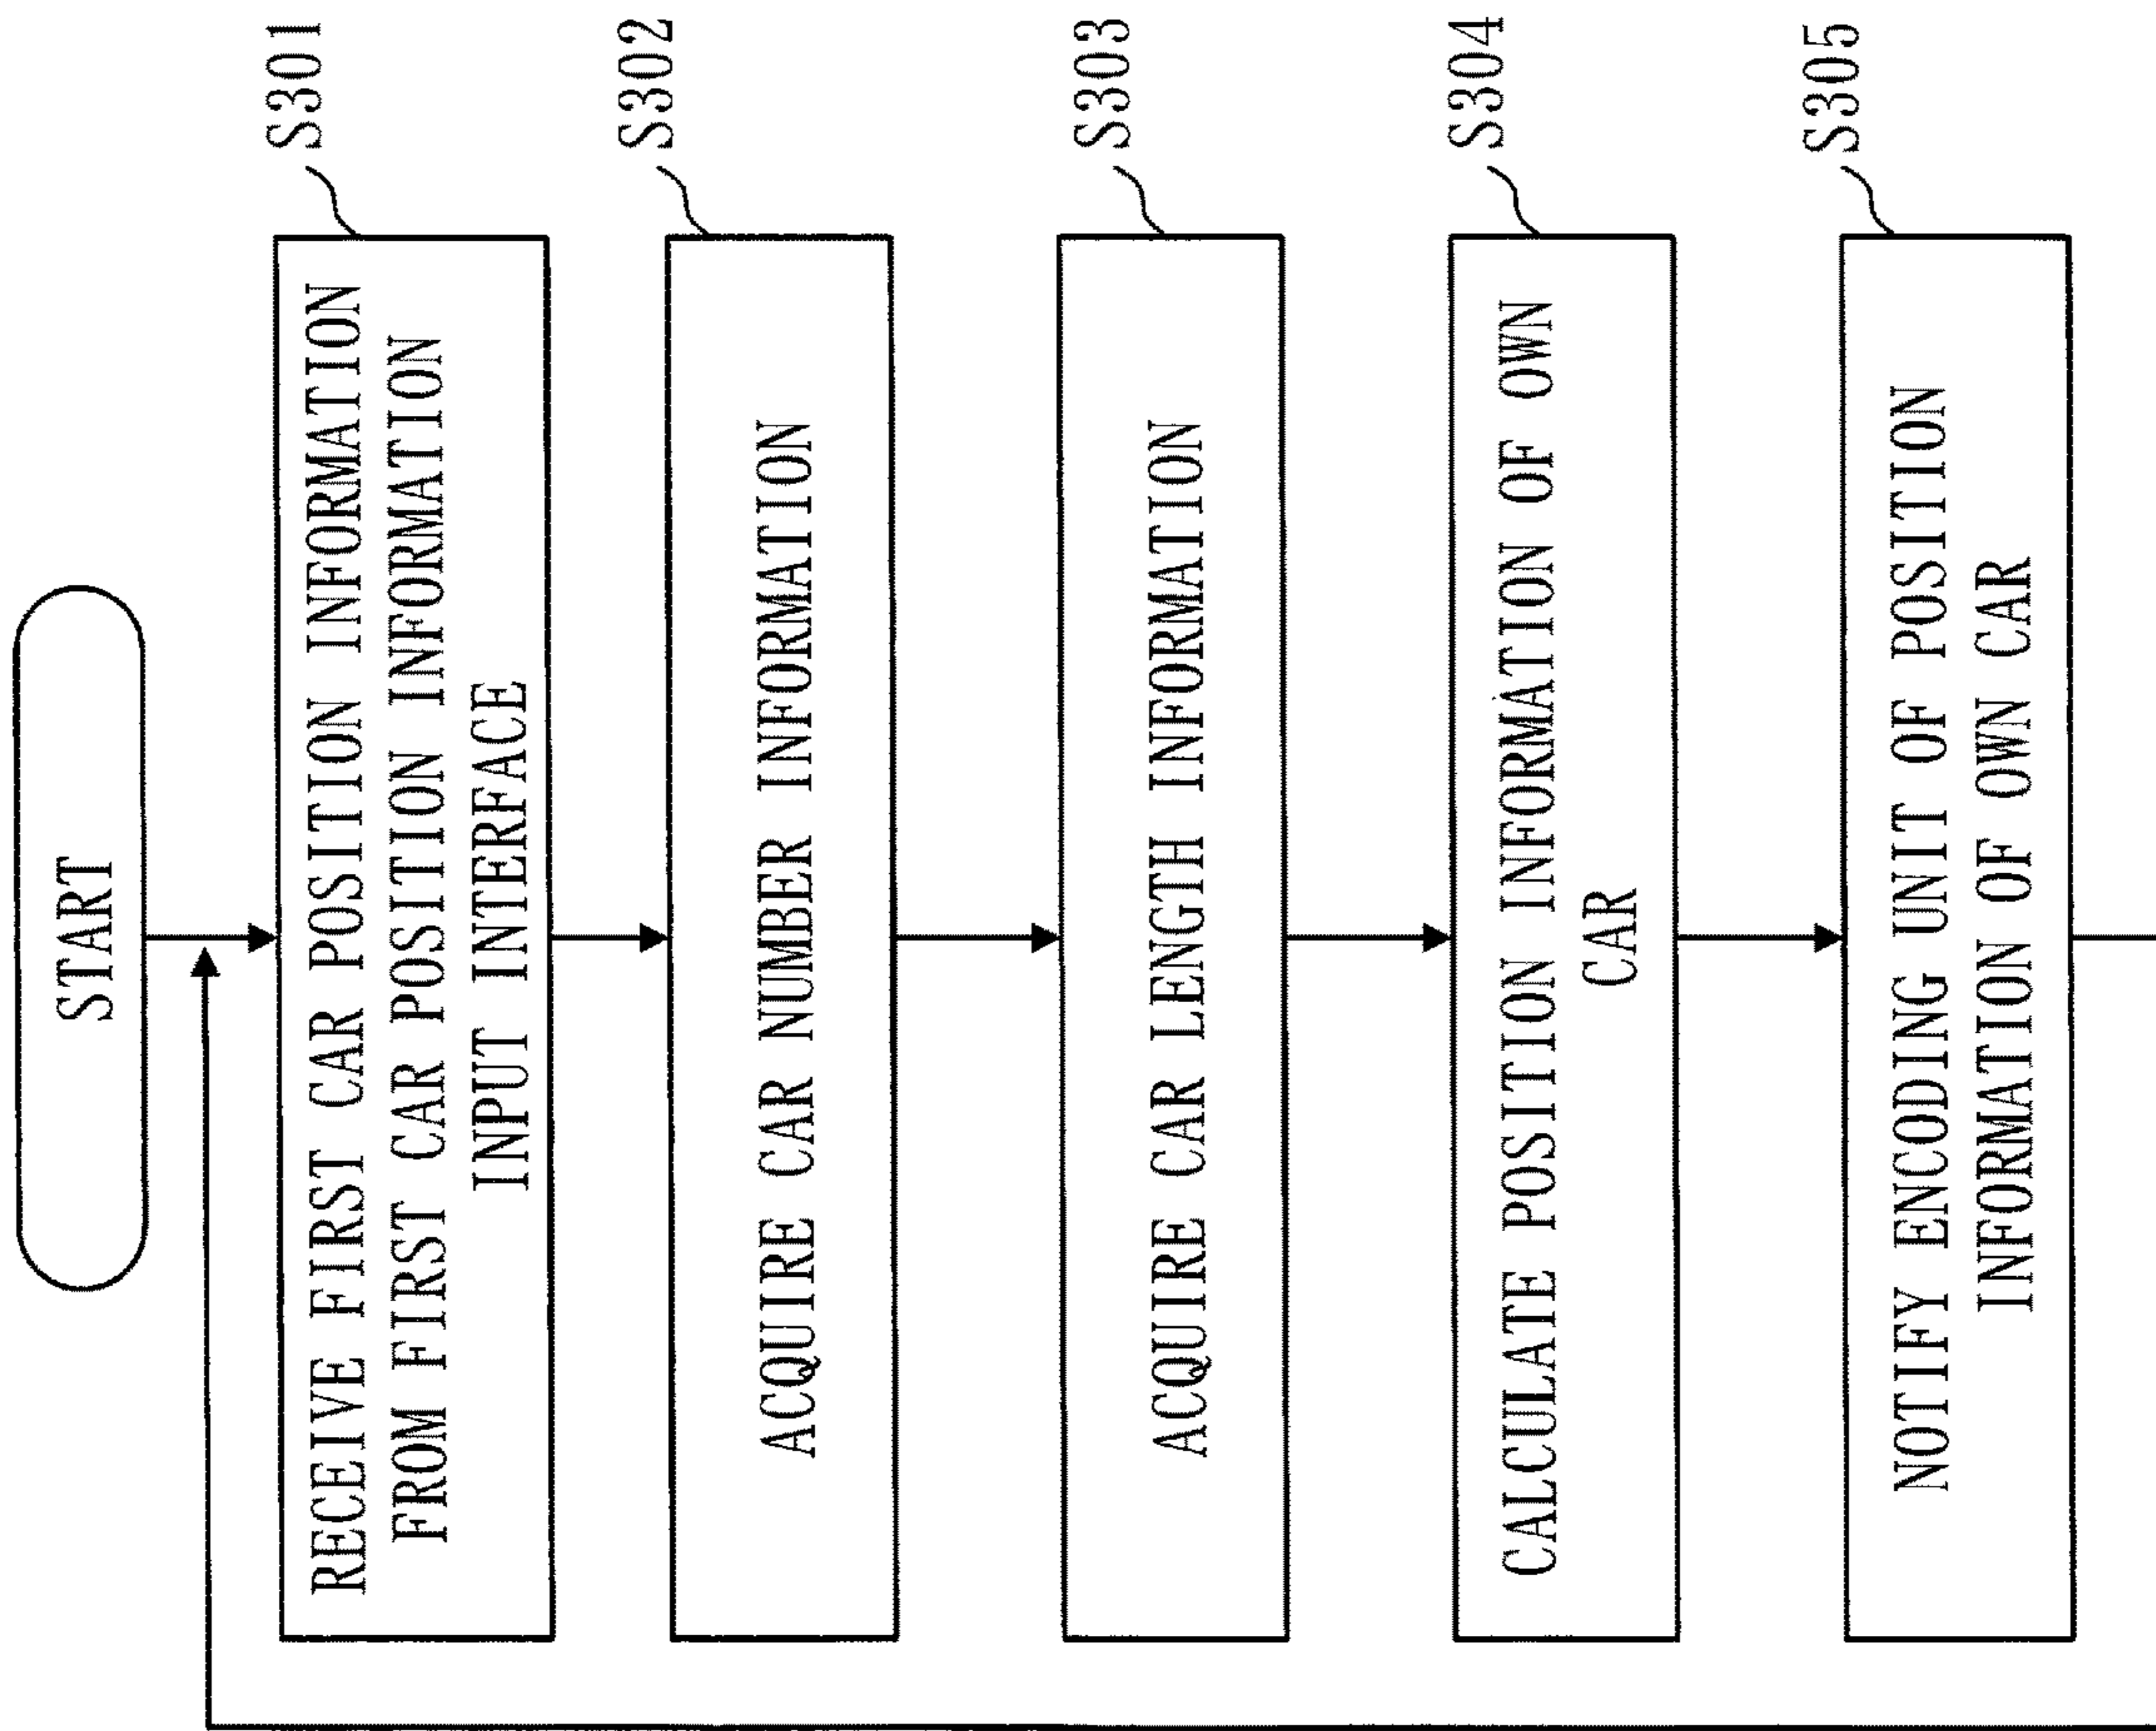 START
S301
RECEIVE FIRST CAR POSITION INFORMATION
FROM FIRST CAR POSITION INFORMATION
INPUT INTERFACE
S302
ACQUIRE CAR NUMBER INFORMATION
S303
ACQUIRE CAR LENGTH INFORMATION
S304
CALCULATE POSITION INFORMATION OF OWN
CAR
S305
NOTIFY ENCODING UNIT OF POSITION
INFORMATION OF OWN CAR